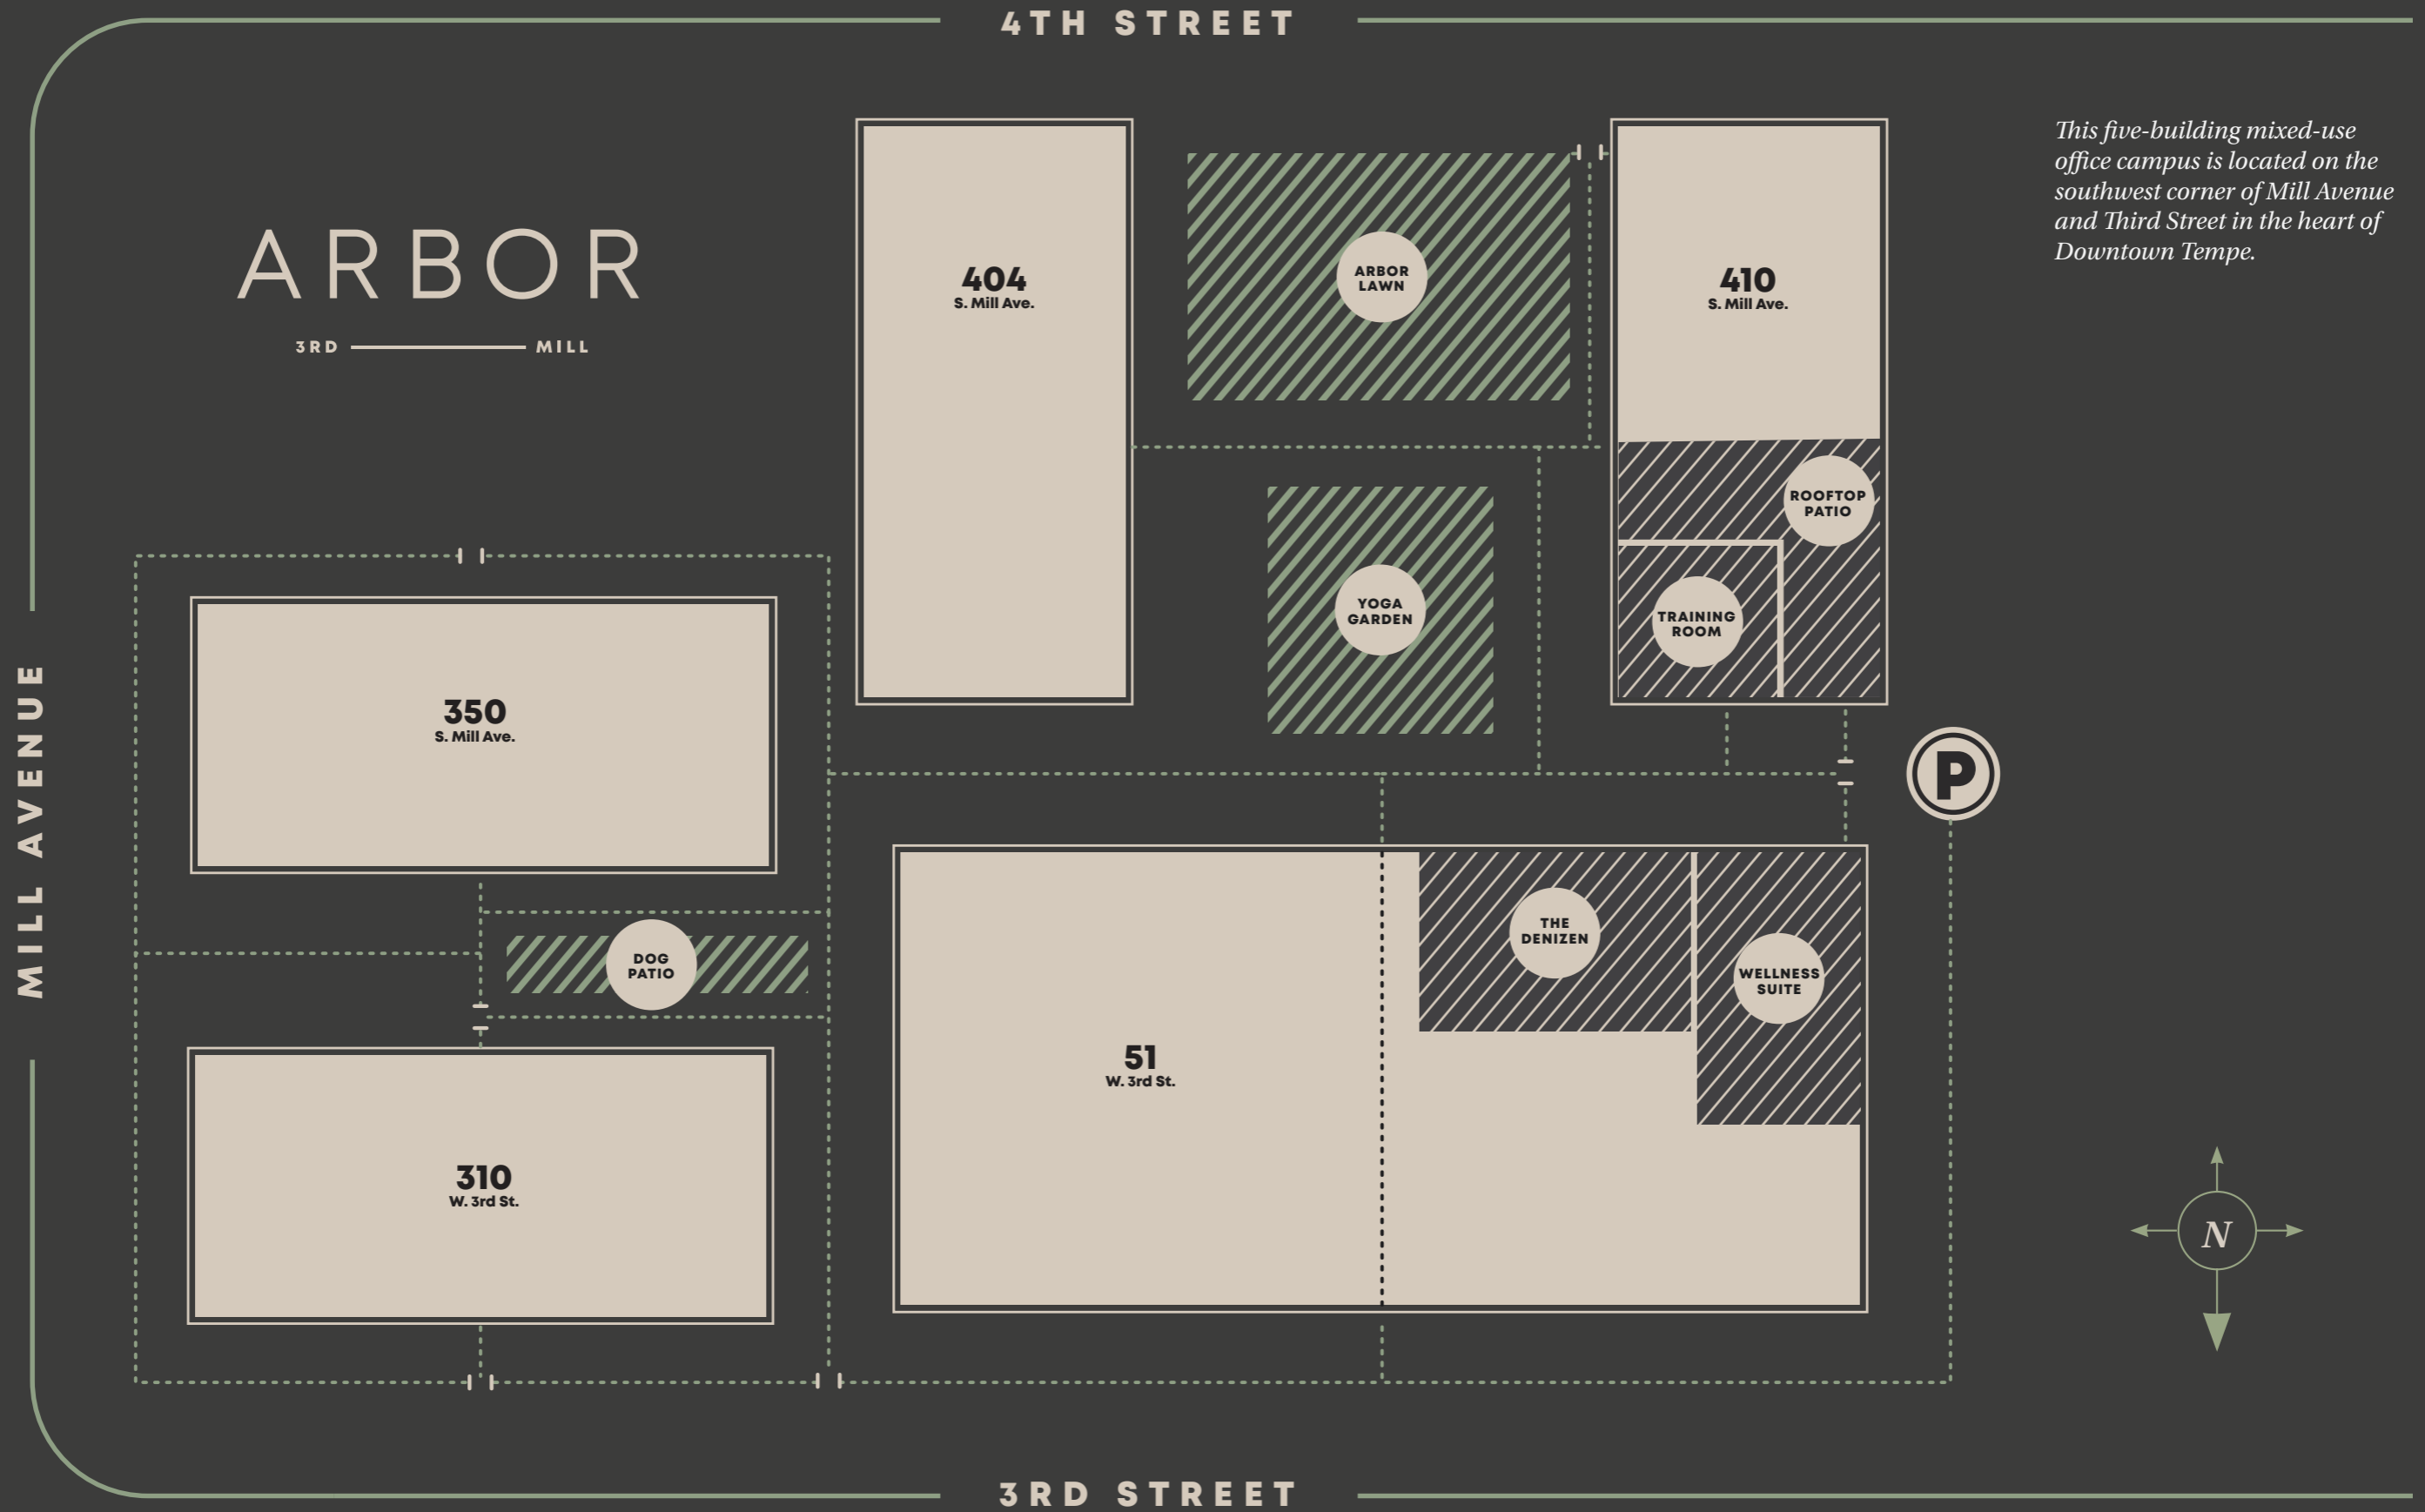 4TH STREET
This five-building mixed-use
office campus is located on the
southwest corner of Mill Avenue
and Third Street in the heart of
Downtown Tempe.
ARBOR
3RD MILL
404
S. Mill Ave.
ARBOR
LAWN
410
S. Mill Ave.
ROOFTOP
PATIO
YOGA
GARDEN
TRAINING
ROOM
MILL AVENUE
350
S. Mill Ave.
P
DOG
PATIO
THE
DENIZEN
WELLNESS
SUITE
51
W. 3rd St.
310
W. 3rd St.
N
3RD STREET